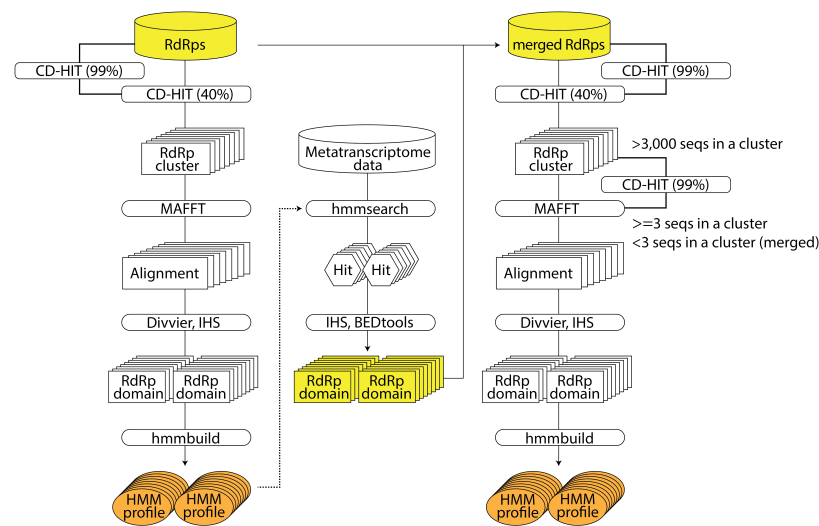 RdRps
CD-HIT (99%)
CD-HIT (40%)
RdRp
cluster
MAFFT
Alignment
Divvier, IHS
RdRp
domain
RdRp
domain
hmmbuild
HMM
profile
HMM
profile
Metatranscriptome
data
hmmsearch
Hit
Hit
IHS, BEDtools
RdRp
domain
RdRp
domain
merged RdRps
CD-HIT (99%)
CD-HIT (40%)
RdRp
cluster
>3,000 seqs in a cluster
CD-HIT (99%)
MAFFT
>=3 seqs in a cluster
<3 seqs in a cluster (merged)
Alignment
Divvier, IHS
RdRp
domain
RdRp
domain
hmmbuild
HMM
profile
HMM
profile